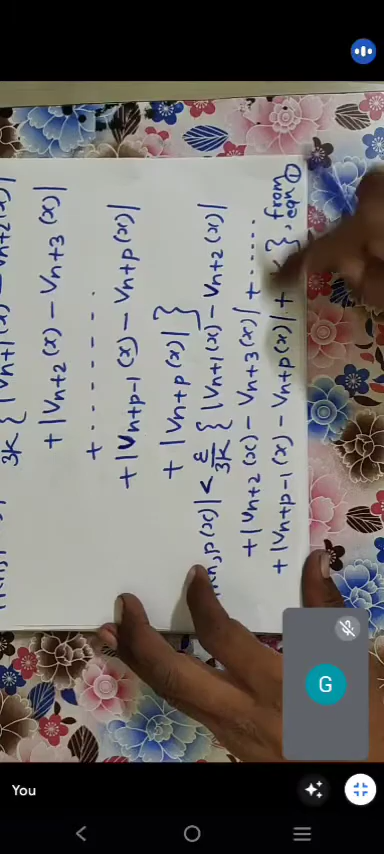 3K { |Vn+1(x) − Vn+2(x)|
+ |Vn+2(x) − Vn+3(x)|
+ - - - - - - - -
+ |Vn+p-1(x) − Vn+p(x)|
+ |Vn+p(x)| }
p(x)| < ε/3K { |Vn+1(x) − Vn+2(x)|
+ |Vn+2(x) − Vn+3(x)| + ......
+ |Vn+p-1(x) − Vn+p(x)| + }, from eqn ①
G
You